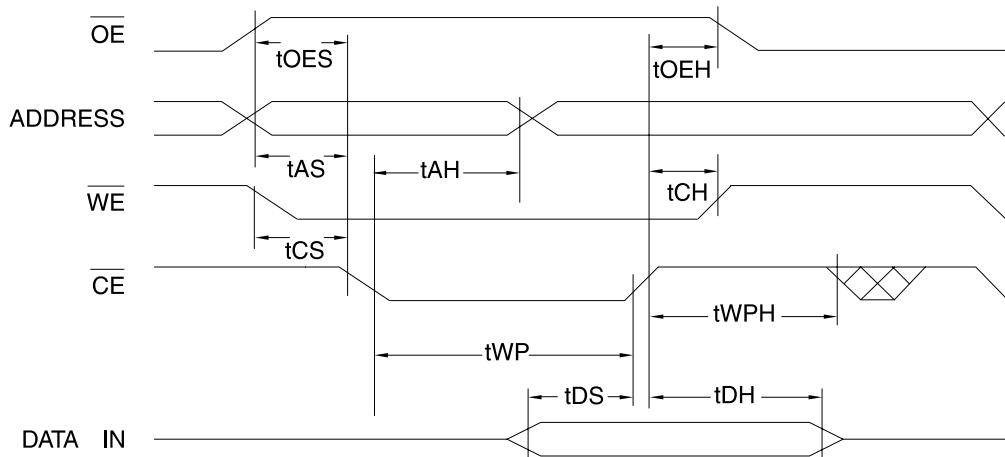 OE
tOES
tOEH
ADDRESS
tAS
tAH
tCH
WE
tCS
CE
tWPH
tWP
tDS
tDH
DATA IN